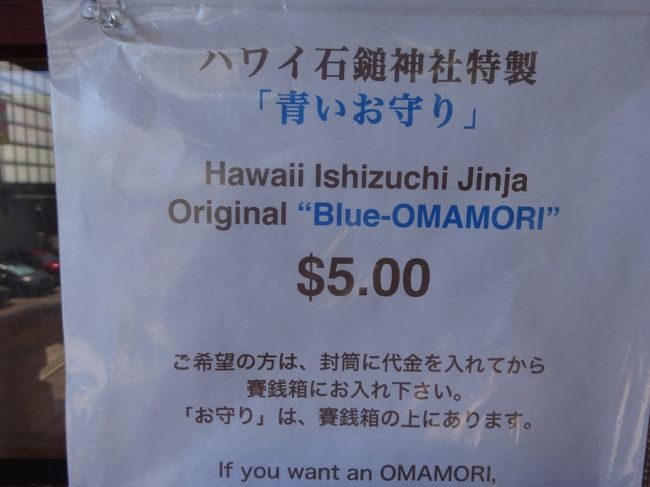 ハワイ石鎚神社特製
「青いお守り」
Hawaii Ishizuchi Jinja
Original “Blue-OMAMORI”
$5.00
ご希望の方は、封筒に代金を入れてから
賽銭箱にお入れ下さい。
「お守り」は、賽銭箱の上にあります。
If you want an OMAMORI,